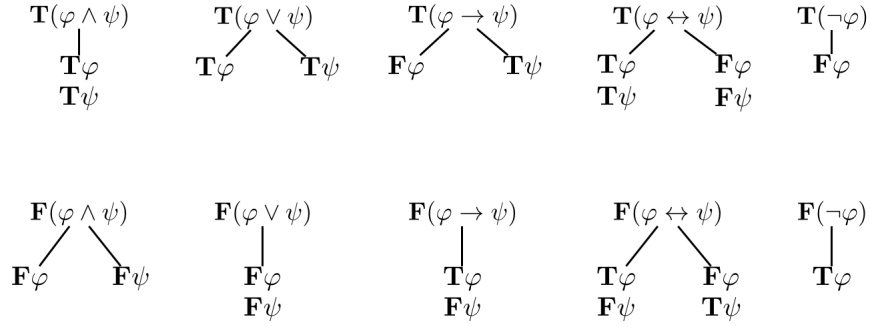 T(φ ∧ ψ) T(φ ∨ ψ) T(φ → ψ) T(φ ↔ ψ) T(¬φ)
Tφ Tφ Tψ Fφ Tψ Tφ Fφ Fφ
Tψ Tψ Fψ
F(φ ∧ ψ) F(φ ∨ ψ) F(φ → ψ) F(φ ↔ ψ) F(¬φ)
Fφ Fψ Fφ Tφ Tφ Fφ Tφ
Fψ Fψ Fψ Tψ